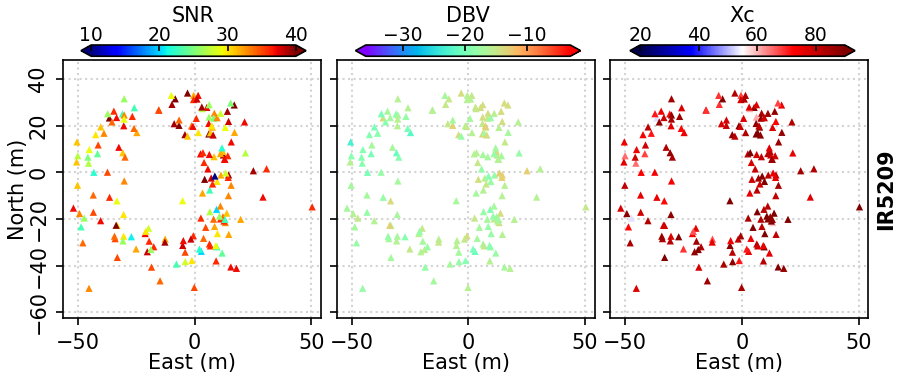 SNR DBV Xc
10 20 30 40 −30 −20 −10 20 40 60 80
40
20
0
−20
−40
−60
North (m)
IR5209
−50 0 50 −50 0 50 −50 0 50
East (m) East (m) East (m)